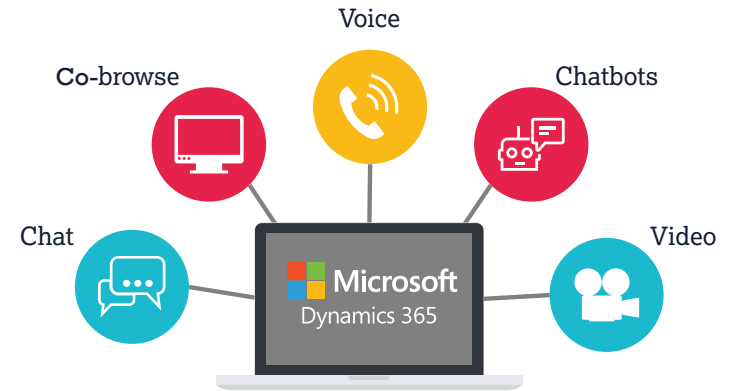 Voice
Co-browse
Chatbots
Chat
Video
Microsoft
Dynamics 365